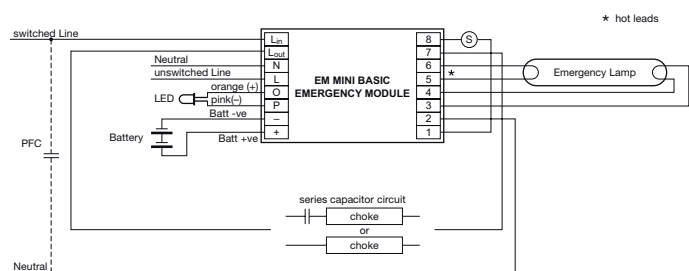 * hot leads
switched Line
Lin
Lout
N
L
O
P
–
+
Neutral
unswitched Line
orange (+)
LED
pink(–)
Batt -ve
Battery
Batt +ve
EM MINI BASIC
EMERGENCY MODULE
8
7
6
5
4
3
2
1
S
*
Emergency Lamp
PFC
series capacitor circuit
choke
or
choke
Neutral